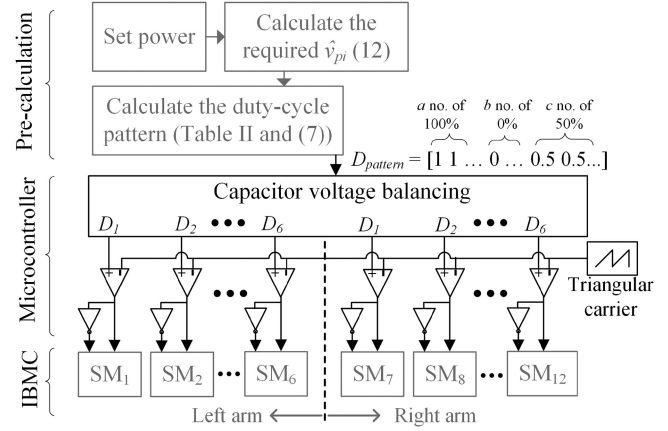 Pre-calculation
Set power
Calculate the
required v̂pi (12)
Calculate the duty-cycle
pattern (Table II and (7))
a no. of
100%
b no. of
0%
c no. of
50%
Dpattern = [1 1 … 0 … 0.5 0.5...]
Microcontroller
Capacitor voltage balancing
D1 D2 ••• D6 D1 D2 ••• D6
Triangular
carrier
IBMC
SM1 SM2 ••• SM6 SM7 SM8 ••• SM12
Left arm Right arm